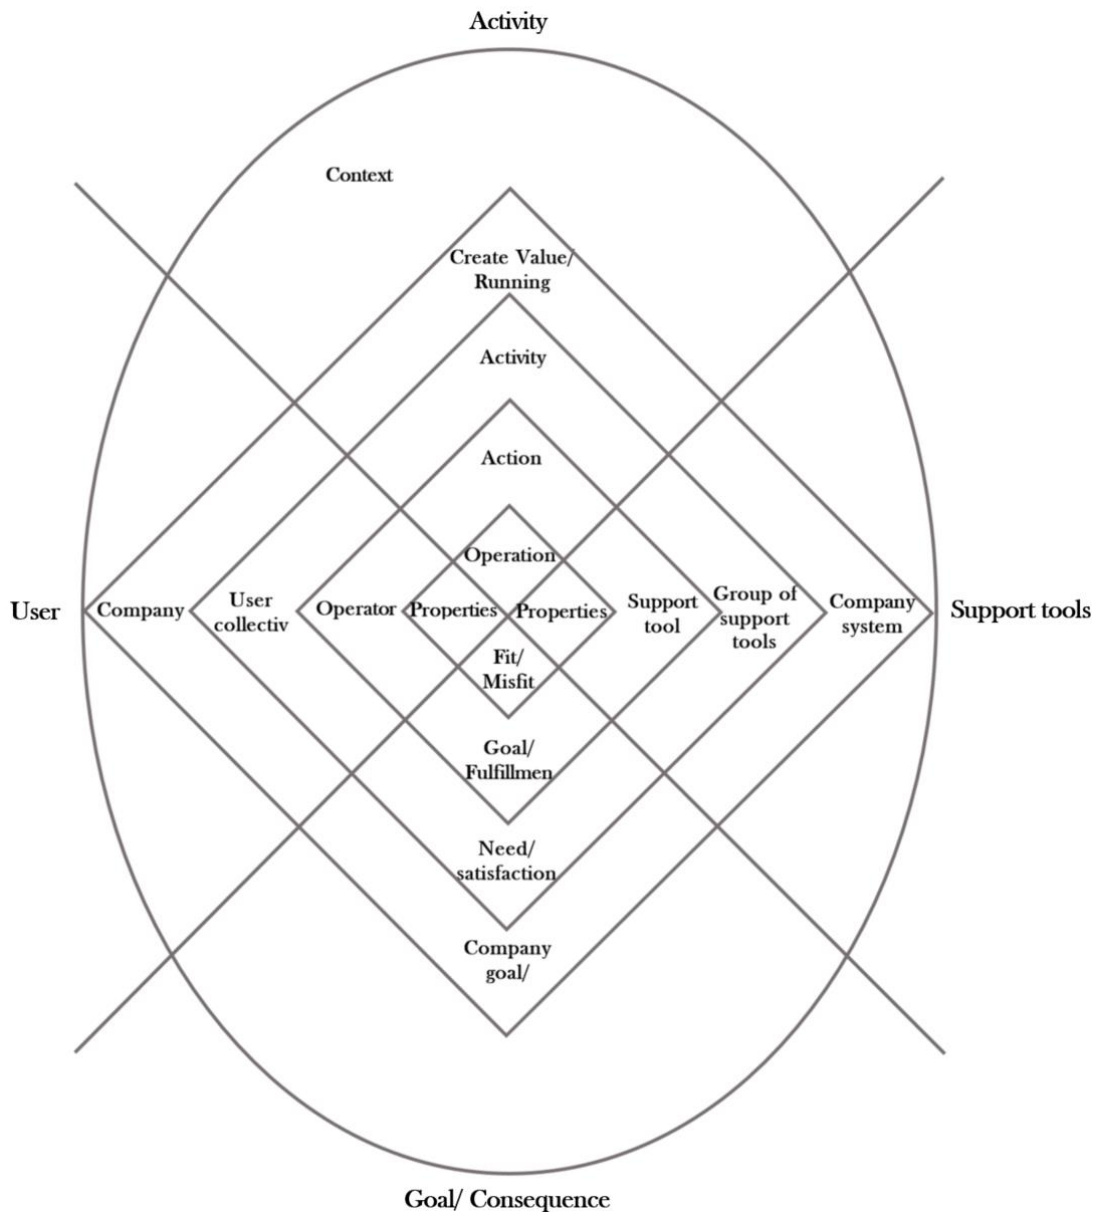 Activity
Context
Create Value/
Running
Activity
Action
Operation
User
Company
User
collectiv
Operator
Properties
Properties
Support
tool
Group of
support
tools
Company
system
Support tools
Fit/
Misfit
Goal/
Fulfillmen
Need/
satisfaction
Company
goal/
Goal/ Consequence